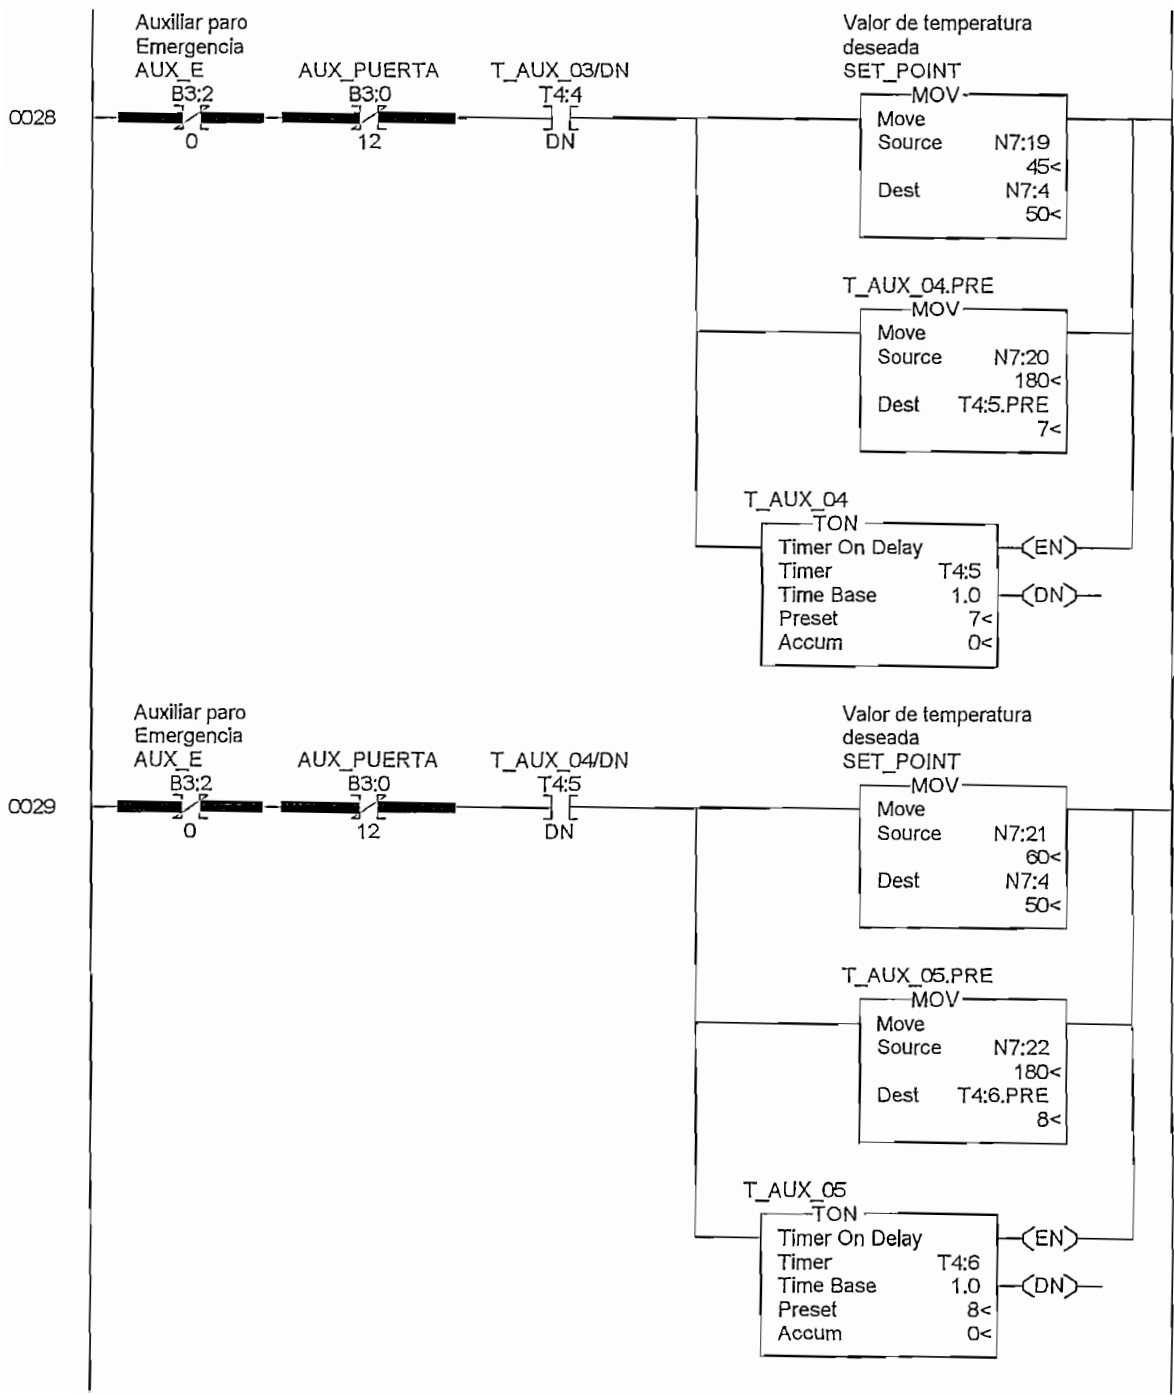 Auxiliar paro
Emergencia
AUX_E
B3:2
0
AUX_PUERTA
B3:0
12
T_AUX_03/DN
T4:4
DN
Valor de temperatura
deseada
SET_POINT
0028
MOV
Move
Source N7:19
45<
Dest N7:4
50<
T_AUX_04.PRE
MOV
Move
Source N7:20
180<
Dest T4:5.PRE
7<
T_AUX_04
TON
Timer On Delay
Timer T4:5
Time Base 1.0
Preset 7<
Accum 0<
EN
DN
Auxiliar paro
Emergencia
AUX_E
B3:2
0
AUX_PUERTA
B3:0
12
T_AUX_04/DN
T4:5
DN
Valor de temperatura
deseada
SET_POINT
0029
MOV
Move
Source N7:21
60<
Dest N7:4
50<
T_AUX_05.PRE
MOV
Move
Source N7:22
180<
Dest T4:6.PRE
8<
T_AUX_05
TON
Timer On Delay
Timer T4:6
Time Base 1.0
Preset 8<
Accum 0<
EN
DN